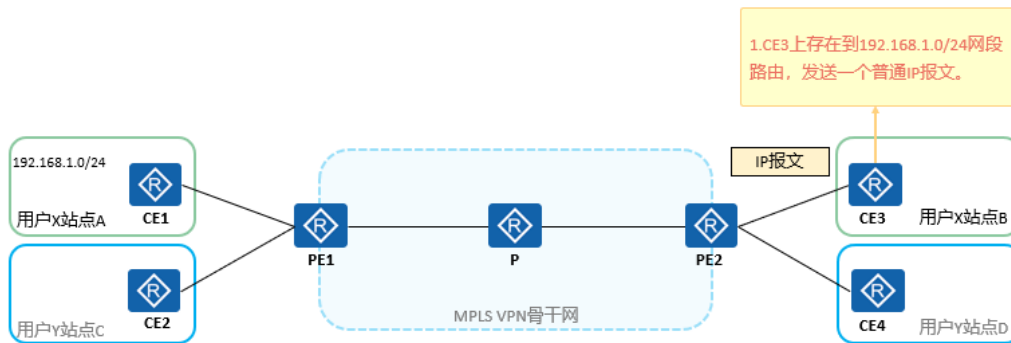 1.CE3上存在到192.168.1.0/24网段
路由，发送一个普通IP报文。
192.168.1.0/24
IP报文
R
CE1
用户X站点A
R
CE3
用户X站点B
R
PE1
R
P
R
PE2
R
CE2
用户Y站点C
MPLS VPN骨干网
R
CE4
用户Y站点D